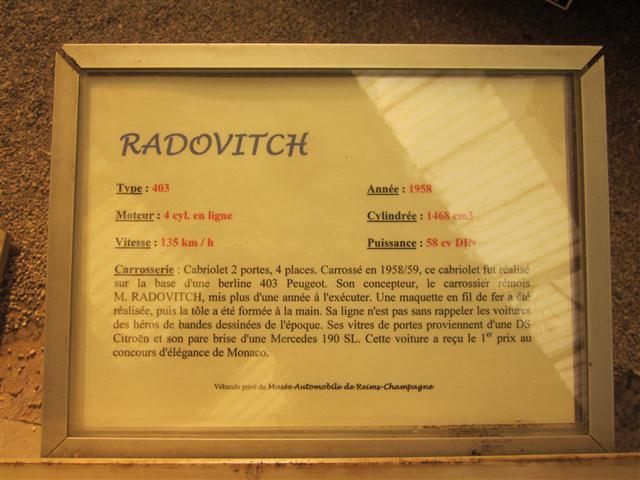 RADOVITCH
Type : 403 Année : 1958
Moteur : 4 cyl. en ligne Cylindrée : 1468 cm3
Vitesse : 135 km / h Puissance : 58 cv DIN
Carrosserie : Cabriolet 2 portes, 4 places. Carrossé en 1958/59, ce cabriolet fut réalisé
sur la base d'une berline 403 Peugeot. Son concepteur, le carrossier rémois
M. RADOVITCH, mis plus d'une année à l'exécuter. Une maquette en fil de fer a été
réalisée, puis la tôle a été formée à la main. Sa ligne n'est pas sans rappeler les voitures
des héros de bandes dessinées de l'époque. Ses vitres de portes proviennent d'une DS
Citroën et son pare brise d'une Mercedes 190 SL. Cette voiture a reçu le 1er prix au
concours d'élégance de Monaco.
Véhicule privé du Musée Automobile de Reims-Champagne